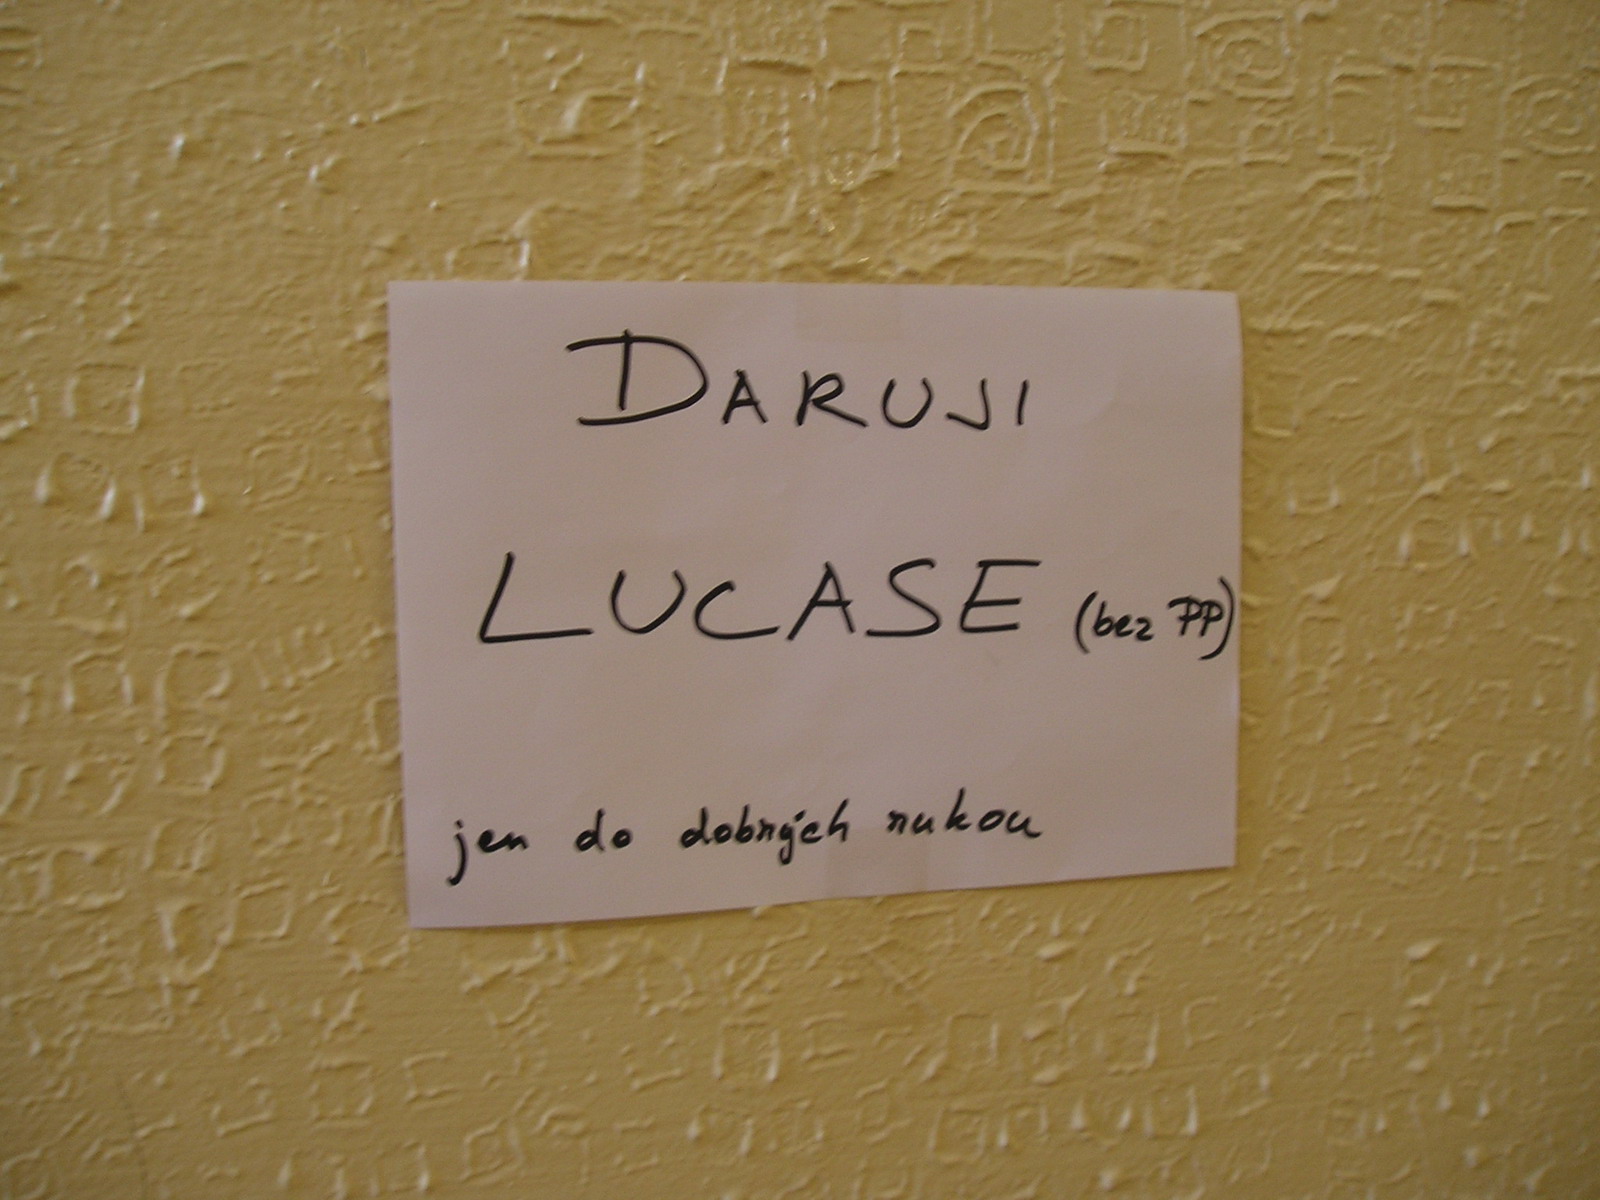 DARUJI
LUCASE (bez PP)
jen do dobrých rukou